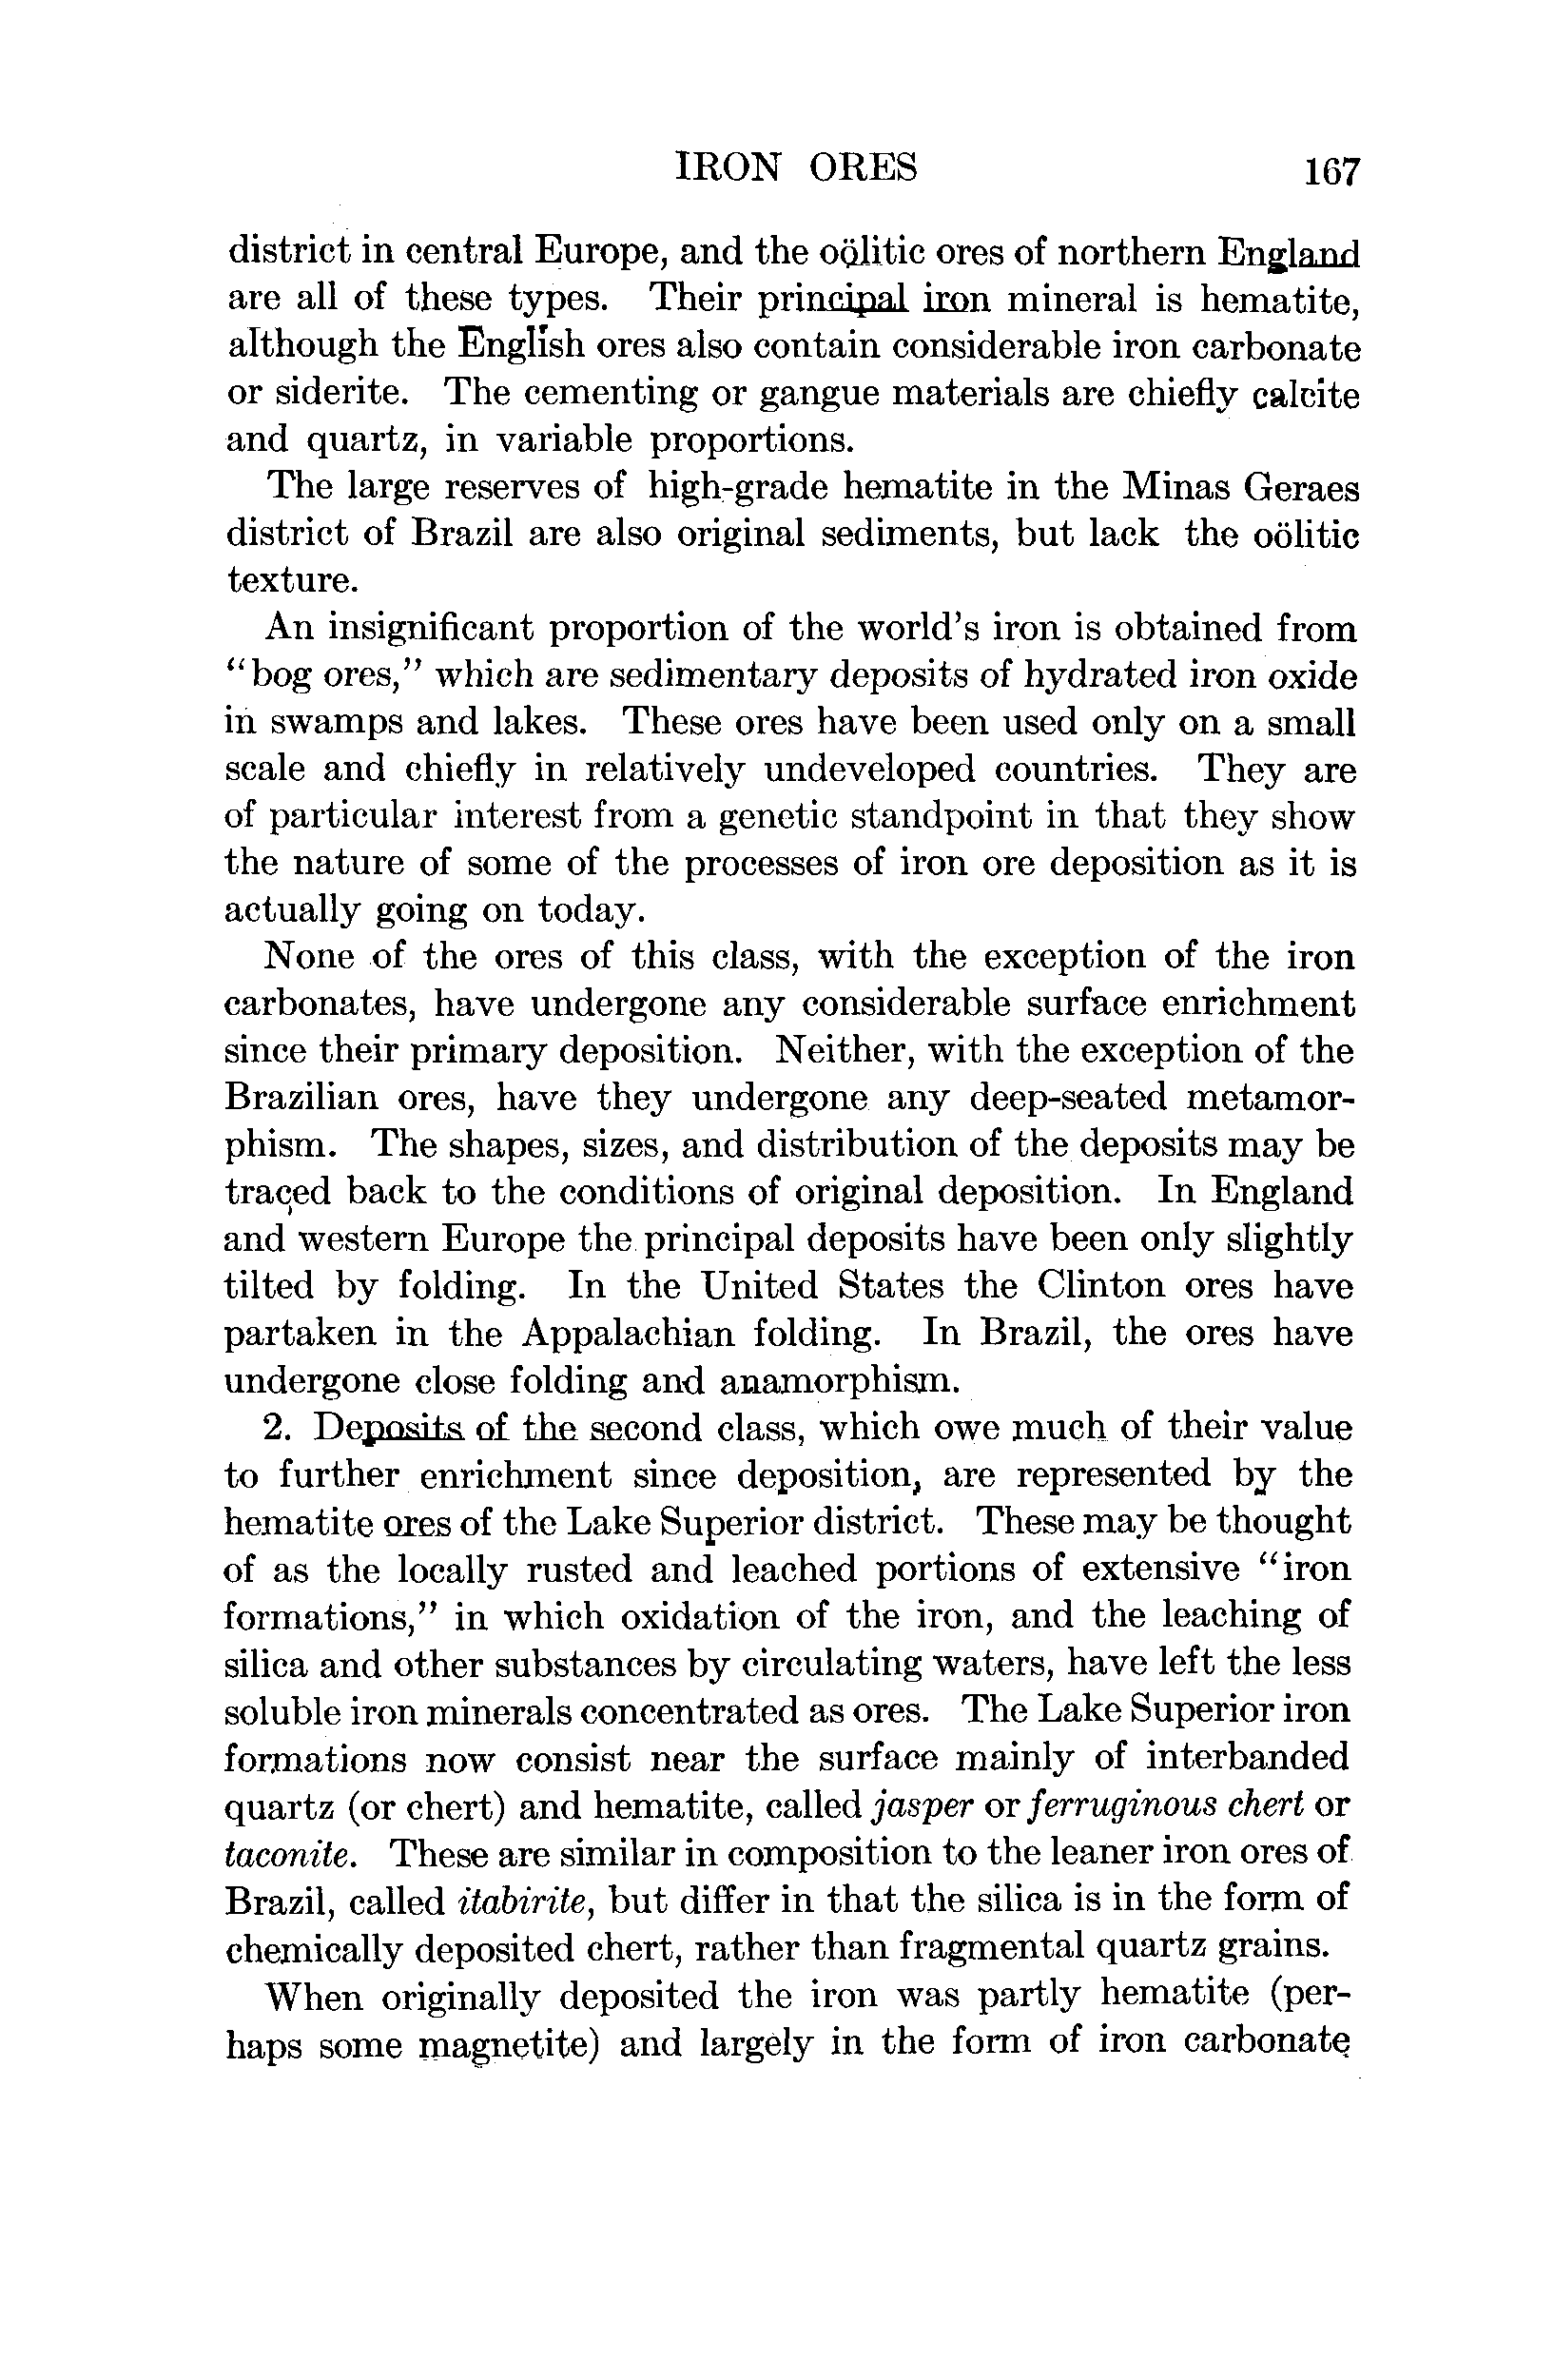 IRON ORES 167
district in central Europe, and the oölitic ores of northern England
are all of these types. Their principal iron mineral is hematite,
although the English ores also contain considerable iron carbonate
or siderite. The cementing or gangue materials are chiefly calcite
and quartz, in variable proportions.
The large reserves of high-grade hematite in the Minas Geraes
district of Brazil are also original sediments, but lack the oölitic
texture.
An insignificant proportion of the world's iron is obtained from
"bog ores," which are sedimentary deposits of hydrated iron oxide
in swamps and lakes. These ores have been used only on a small
scale and chiefly in relatively undeveloped countries. They are
of particular interest from a genetic standpoint in that they show
the nature of some of the processes of iron ore deposition as it is
actually going on today.
None of the ores of this class, with the exception of the iron
carbonates, have undergone any considerable surface enrichment
since their primary deposition. Neither, with the exception of the
Brazilian ores, have they undergone any deep-seated metamor-
phism. The shapes, sizes, and distribution of the deposits may be
traced back to the conditions of original deposition. In England
and western Europe the principal deposits have been only slightly
tilted by folding. In the United States the Clinton ores have
partaken in the Appalachian folding. In Brazil, the ores have
undergone close folding and anamorphism.
2. Deposits of the second class, which owe much of their value
to further enrichment since deposition, are represented by the
hematite ores of the Lake Superior district. These may be thought
of as the locally rusted and leached portions of extensive "iron
formations," in which oxidation of the iron, and the leaching of
silica and other substances by circulating waters, have left the less
soluble iron minerals concentrated as ores. The Lake Superior iron
formations now consist near the surface mainly of interbanded
quartz (or chert) and hematite, called jasper or ferruginous chert or
taconite. These are similar in composition to the leaner iron ores of
Brazil, called itabirite, but differ in that the silica is in the form of
chemically deposited chert, rather than fragmental quartz grains.
When originally deposited the iron was partly hematite (per-
haps some magnetite) and largely in the form of iron carbonate